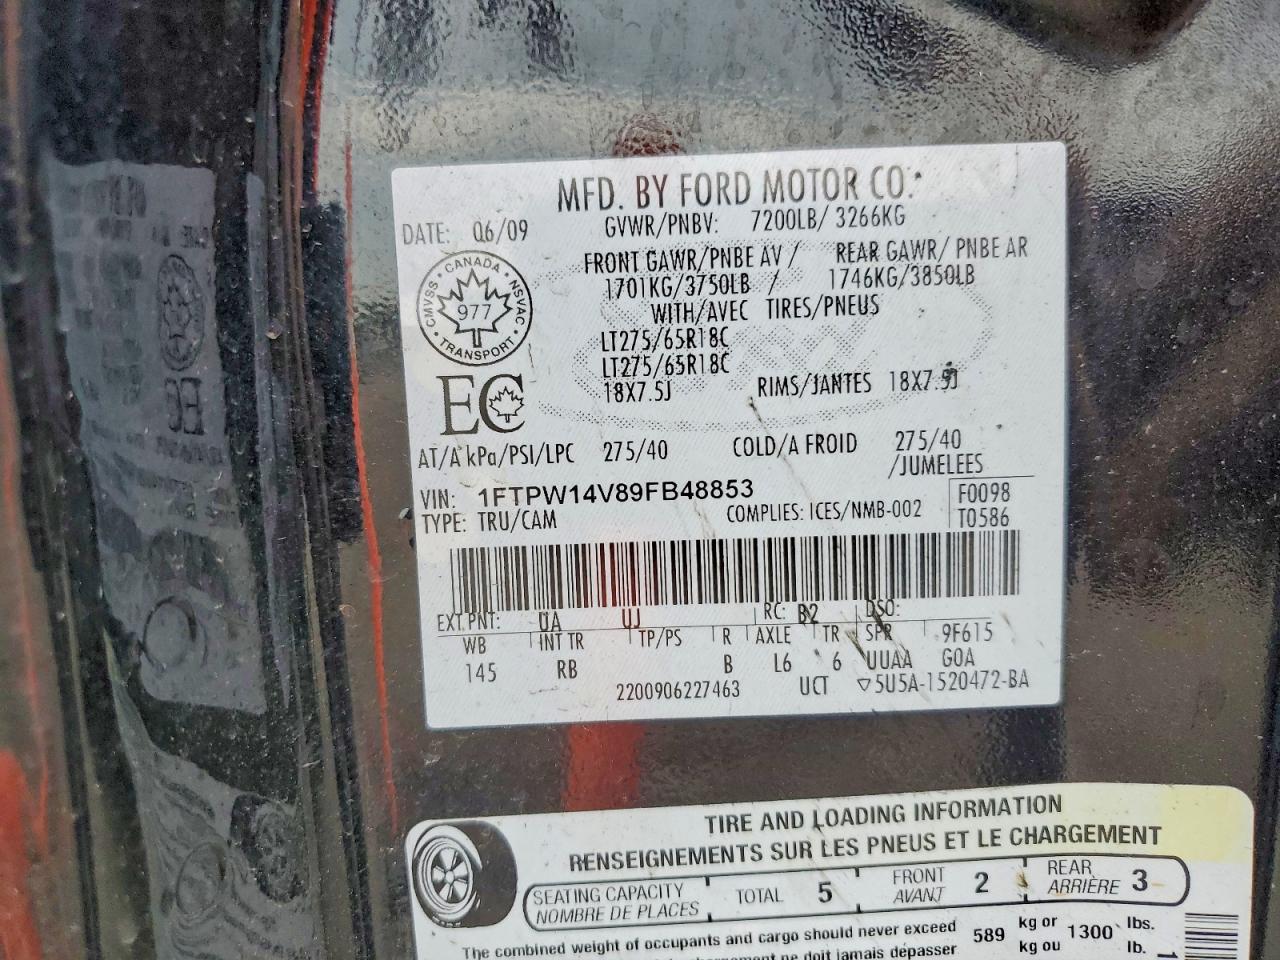 MFD. BY FORD MOTOR CO.
DATE: 06/09 GVWR/PNBV: 7200LB/ 3266KG
FRONT GAWR/PNBE AV / REAR GAWR/ PNBE AR
1701KG/3750LB / 1746KG/3850LB
WITH/AVEC TIRES/PNEUS
LT275/65R18C
LT275/65R18C
18X7.5J RIMS/JANTES 18X7.5J
CANADA
CMVSS NSVAC
977
TRANSPORT
EC
AT/A kPa/PSI/LPC 275/40 COLD/A FROID 275/40
/JUMELEES
VIN: 1FTPW14V89FB48853 F0098
TYPE: TRU/CAM COMPLIES: ICES/NMB-002 T0586
EXT PNT: UA UJ RC: B2 DSO:
WB INT TR TP/PS R AXLE TR SPR 9F615
145 RB B L6 6 UUAA G0A
2200906227463 UCT ▽5U5A-1520472-BA
TIRE AND LOADING INFORMATION
RENSEIGNEMENTS SUR LES PNEUS ET LE CHARGEMENT
SEATING CAPACITY TOTAL 5 FRONT 2 REAR 3
NOMBRE DE PLACES AVANT ARRIÈRE
The combined weight of occupants and cargo should never exceed 589 kg or 1300 lbs.
ne doit jamais dépasser kg ou lb.